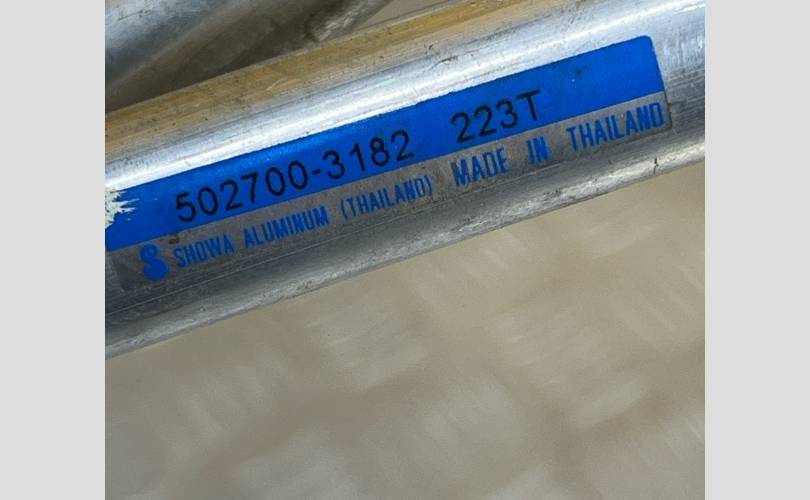 502700-3182 223T
SHOWA ALUMINUM (THAILAND) MADE IN THAILAND